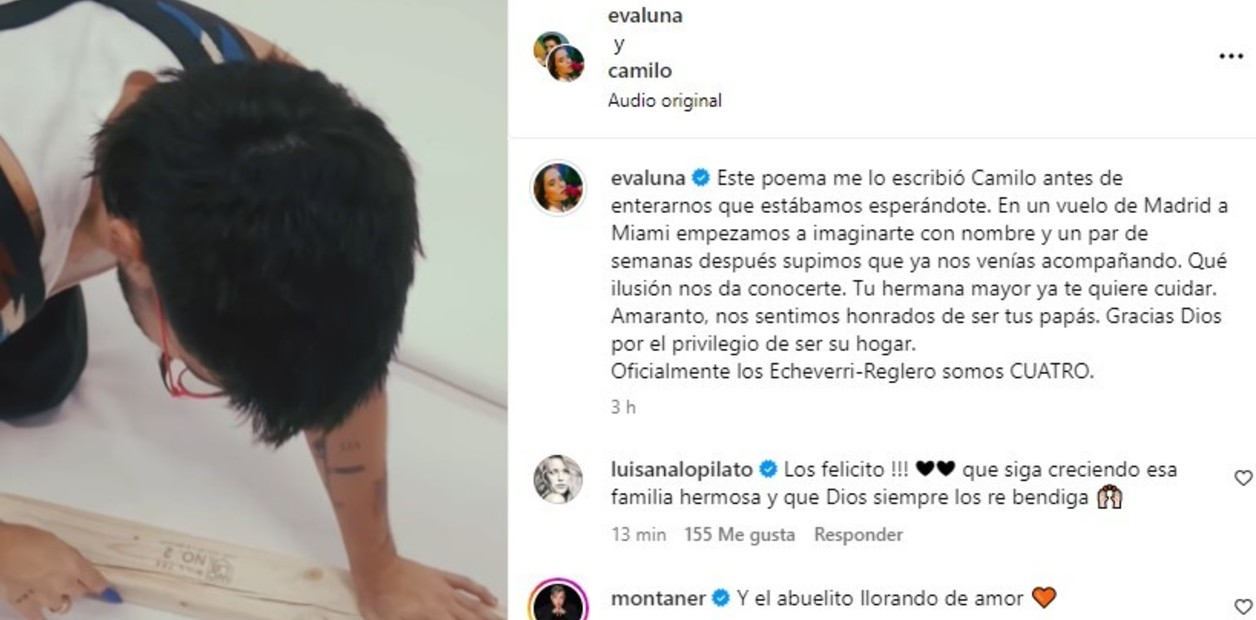 evaluna
y
camilo
Audio original
evaluna Este poema me lo escribió Camilo antes de
enterarnos que estábamos esperándote. En un vuelo de Madrid a
Miami empezamos a imaginarte con nombre y un par de
semanas después supimos que ya nos venías acompañando. Qué
ilusión nos da conocerte. Tu hermana mayor ya te quiere cuidar.
Amaranto, nos sentimos honrados de ser tus papás. Gracias Dios
por el privilegio de ser su hogar.
Oficialmente los Echeverri-Reglero somos CUATRO.
3 h
luisanalopilato Los felicito !!! 🖤🖤 que siga creciendo esa
familia hermosa y que Dios siempre los re bendiga 🙌🏻
13 min 155 Me gusta Responder
montaner Y el abuelito llorando de amor 🧡
NO. 2